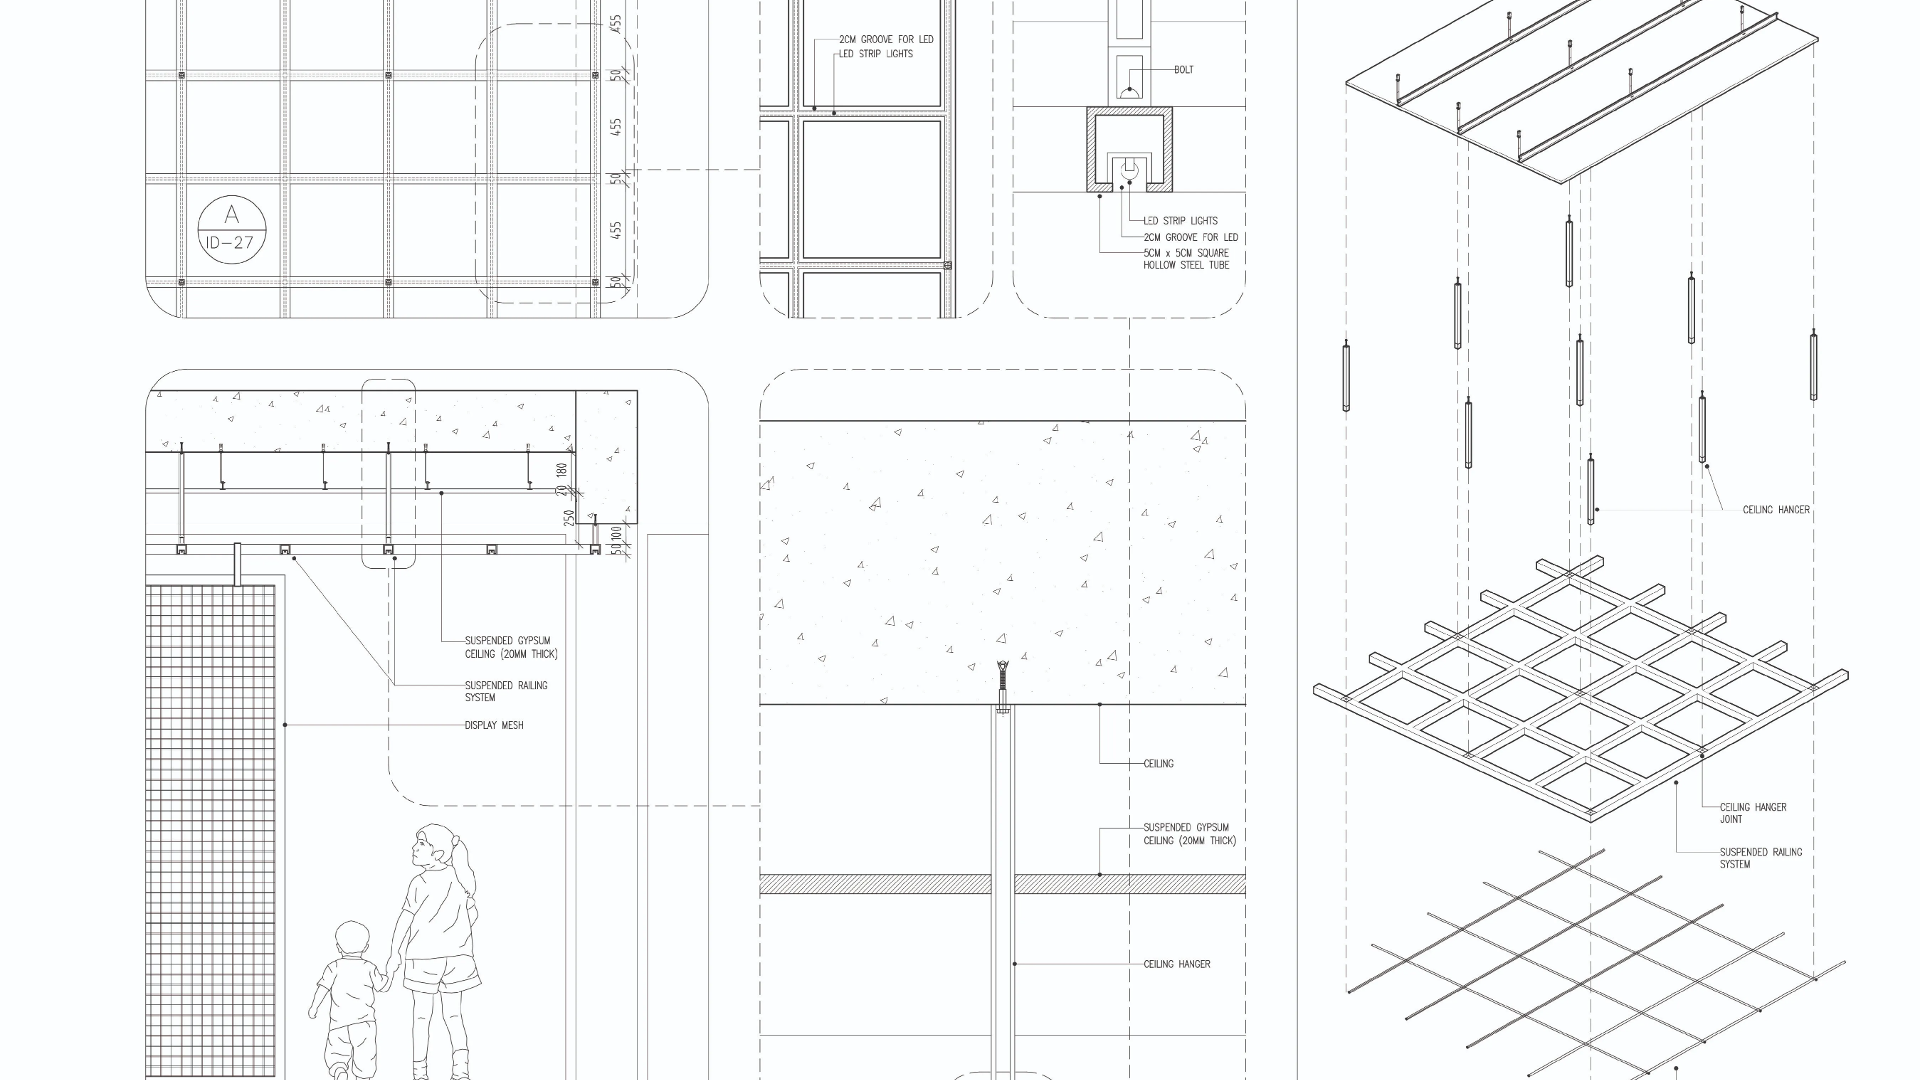 455
50
455
50
455
50
A
ID-27
2CM GROOVE FOR LED
LED STRIP LIGHTS
BOLT
LED STRIP LIGHTS
2CM GROOVE FOR LED
5CM x 5CM SQUARE
HOLLOW STEEL TUBE
180
20
250
100
50
SUSPENDED GYPSUM
CEILING (20MM THICK)
SUSPENDED RAILING
SYSTEM
DISPLAY MESH
CEILING
SUSPENDED GYPSUM
CEILING (20MM THICK)
CEILING HANGER
CEILING HANGER
CEILING HANGER
JOINT
SUSPENDED RAILING
SYSTEM